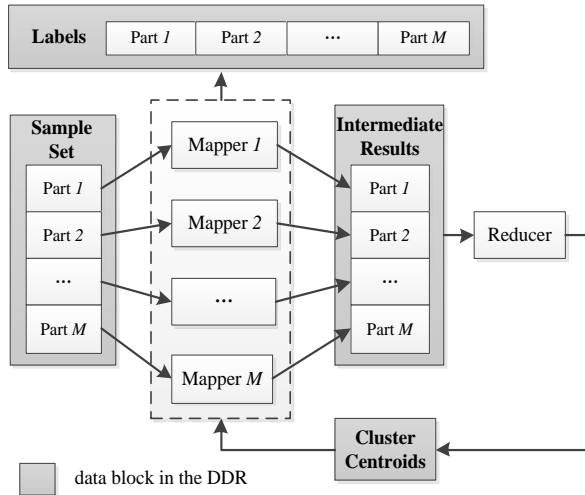 Labels
Part 1
Part 2
...
Part M
Sample
Set
Part 1
Part 2
...
Part M
Mapper 1
Mapper 2
...
Mapper M
Intermediate
Results
Part 1
Part 2
...
Part M
Reducer
Cluster
Centroids
data block in the DDR